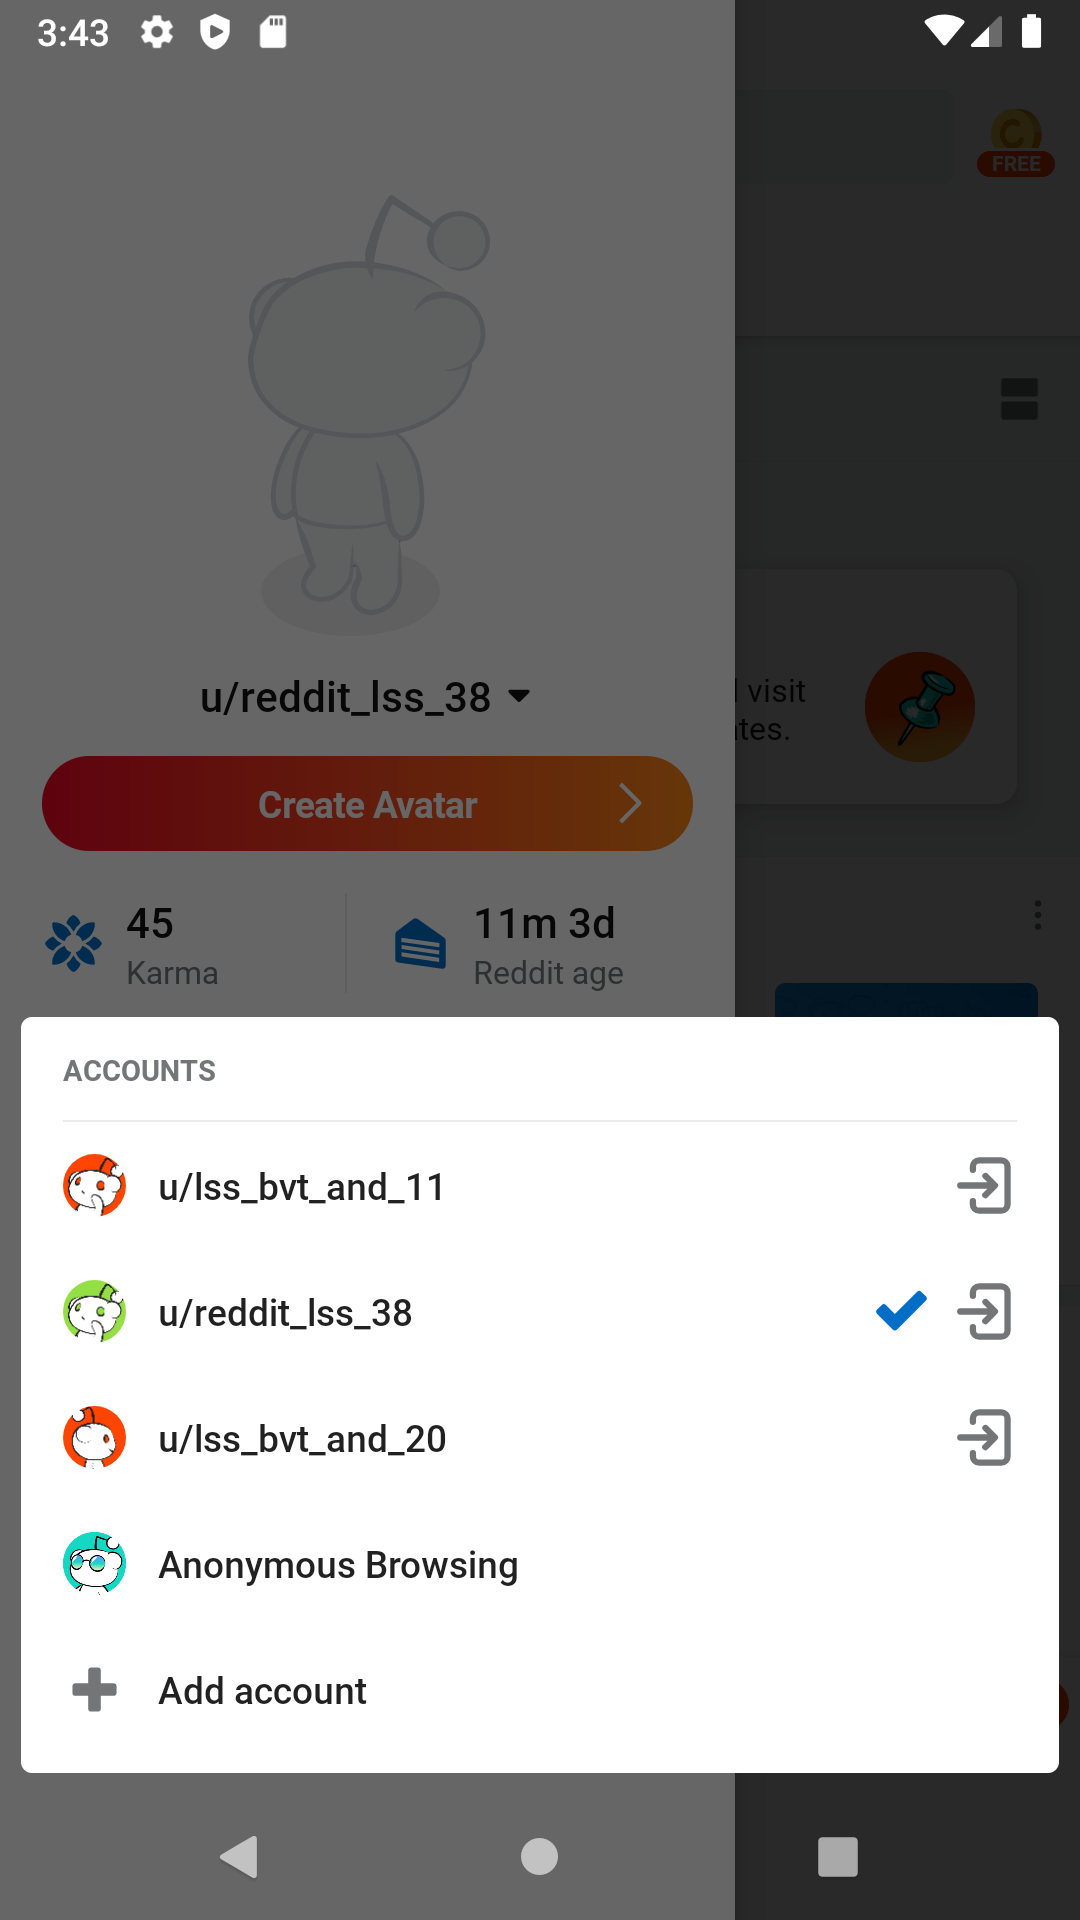 3:43
C
FREE
visit
tes.
u/reddit_lss_38
Create Avatar
45
Karma
11m 3d
Reddit age
ACCOUNTS
u/lss_bvt_and_11
u/reddit_lss_38
u/lss_bvt_and_20
Anonymous Browsing
Add account